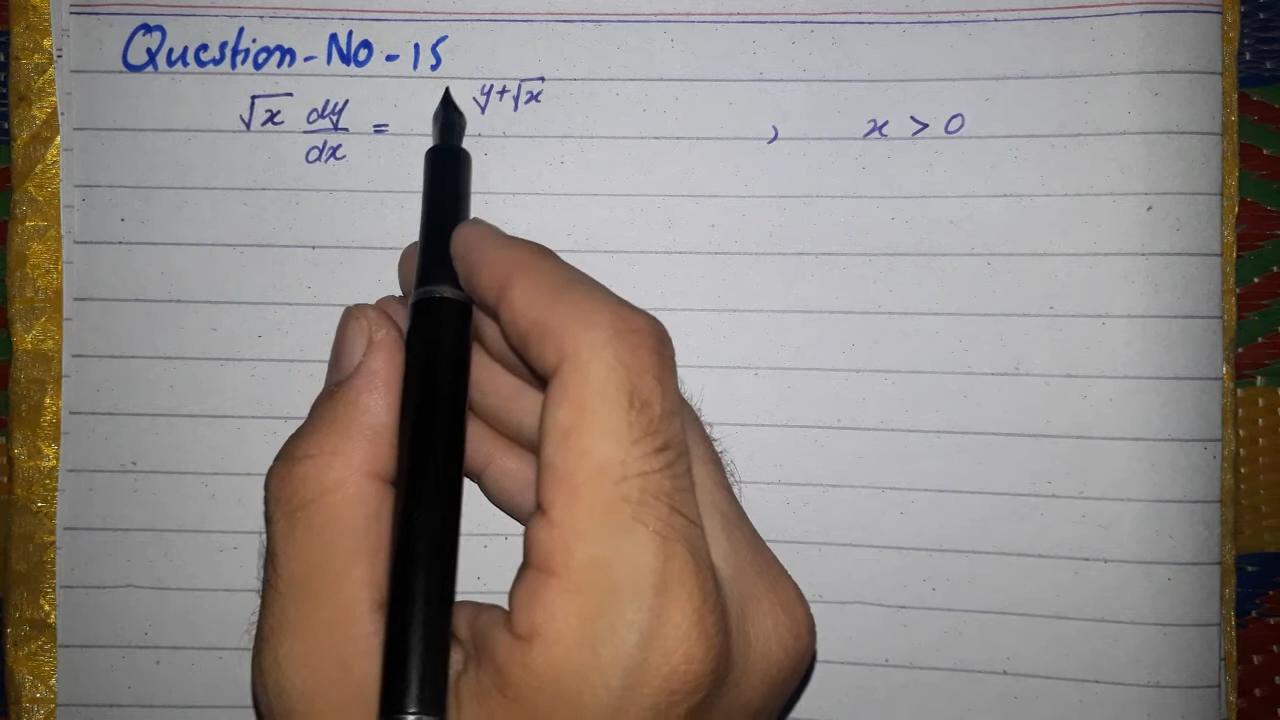 Question-No-15
√x dy/dx = y+√x , x > 0